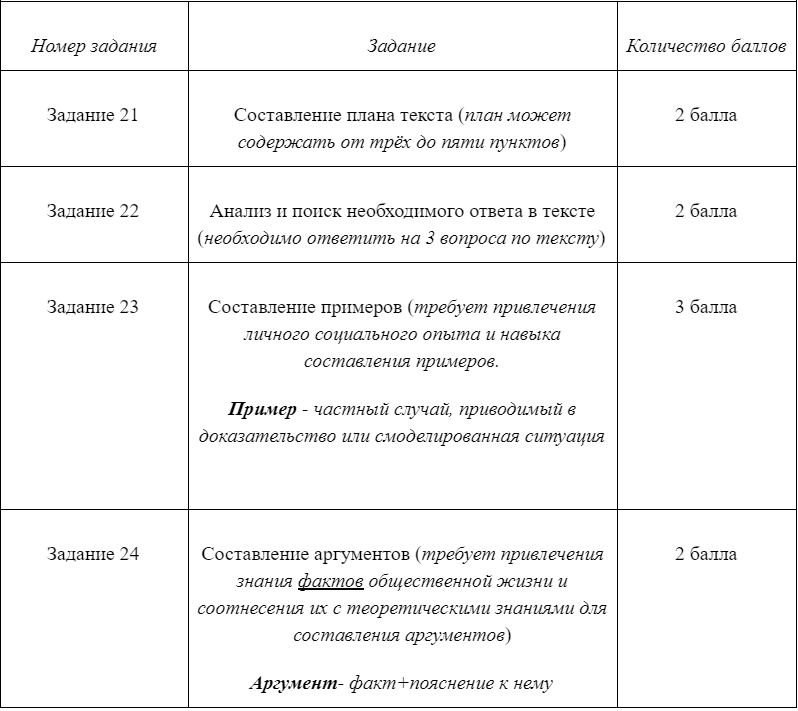 Номер задания
Задание
Количество баллов
Задание 21
Составление плана текста (план может
содержать от трёх до пяти пунктов)
2 балла
Задание 22
Анализ и поиск необходимого ответа в тексте
(необходимо ответить на 3 вопроса по тексту)
2 балла
Задание 23
Составление примеров (требует привлечения
личного социального опыта и навыка
составления примеров.
Пример - частный случай, приводимый в
доказательство или смоделированная ситуация
3 балла
Задание 24
Составление аргументов (требует привлечения
знания фактов общественной жизни и
соотнесения их с теоретическими знаниями для
составления аргументов)
Аргумент- факт+пояснение к нему
2 балла